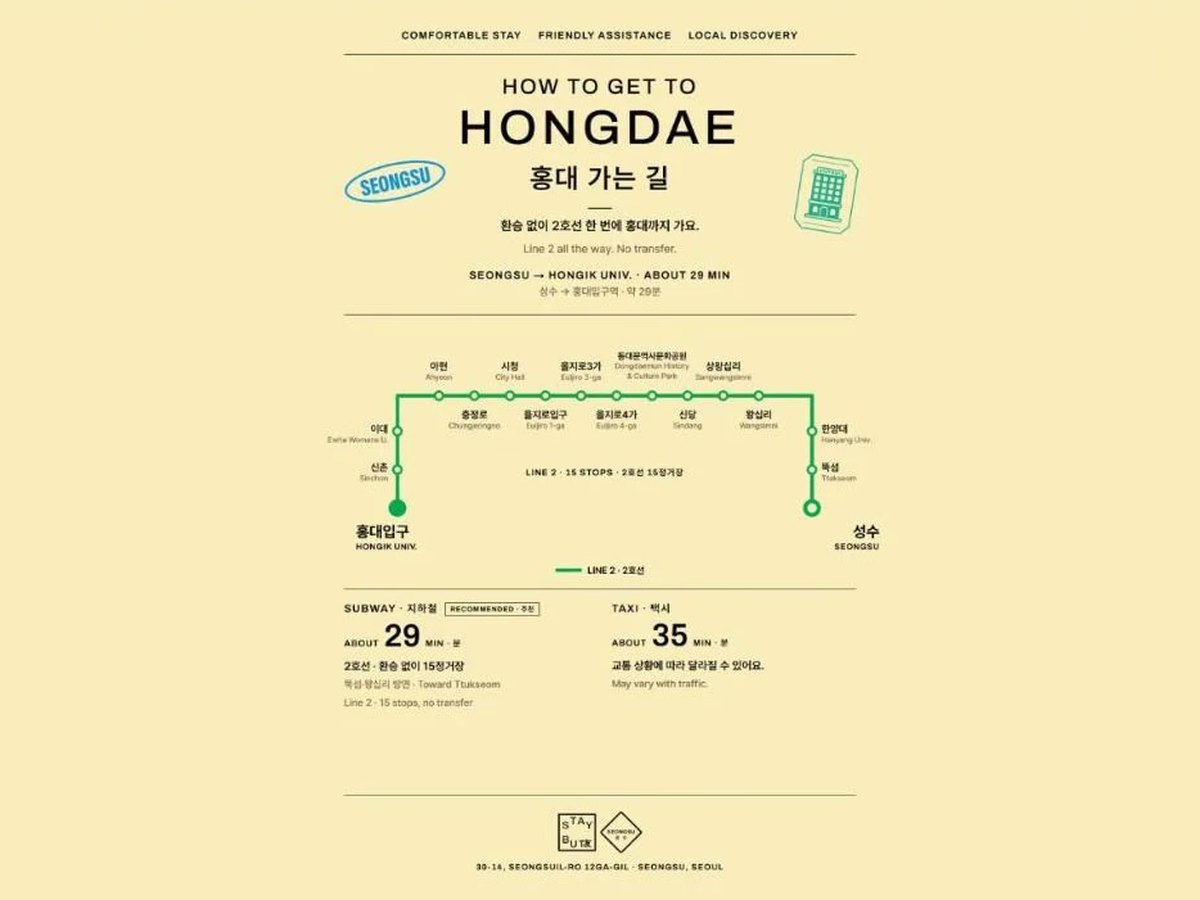 COMFORTABLE STAY FRIENDLY ASSISTANCE LOCAL DISCOVERY
HOW TO GET TO
HONGDAE
홍대 가는 길
SEONGSU
환승 없이 2호선 한 번에 홍대까지 가요.
Line 2 all the way. No transfer.
SEONGSU → HONGIK UNIV. · ABOUT 29 MIN
성수 → 홍대입구역 · 약 29분
아현
Ahyeon
시청
City Hall
을지로3가
Euljiro 3-ga
동대문역사문화공원
Dongdaemun History
& Culture Park
상왕십리
Sangwangsimni
충정로
Chungjeongno
을지로입구
Euljiro 1-ga
을지로4가
Euljiro 4-ga
신당
Sindang
왕십리
Wangsimni
이대
Ewha Womans U.
한양대
Hanyang Univ.
신촌
Sinchon
뚝섬
Ttukseom
LINE 2 · 15 STOPS · 2호선 15정거장
홍대입구
HONGIK UNIV.
성수
SEONGSU
LINE 2 · 2호선
SUBWAY · 지하철 RECOMMENDED · 추천
ABOUT 29 MIN · 분
2호선 · 환승 없이 15정거장
뚝섬·왕십리 방면 · Toward Ttukseom
Line 2 · 15 stops, no transfer
TAXI · 택시
ABOUT 35 MIN · 분
교통 상황에 따라 달라질 수 있어요.
May vary with traffic.
STAY
SEONGSU
30-14, SEONGSUIL-RO 12GA-GIL · SEONGSU, SEOUL